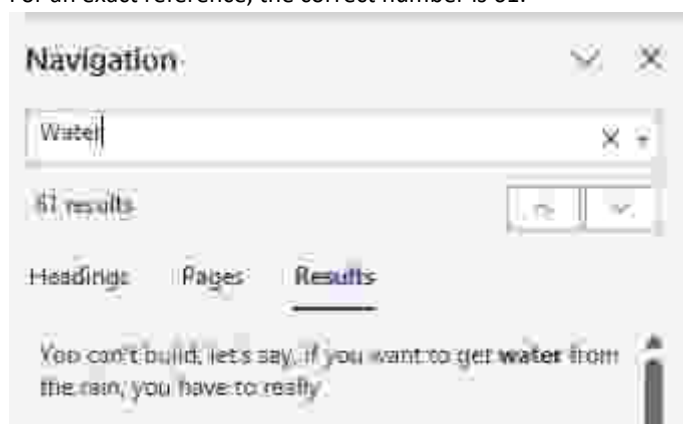 For an exact reference, the correct number is 61.
Navigation
Water
61 results
Headings Pages Results
You can't build, let's say, if you want to get water from
the rain, you have to really